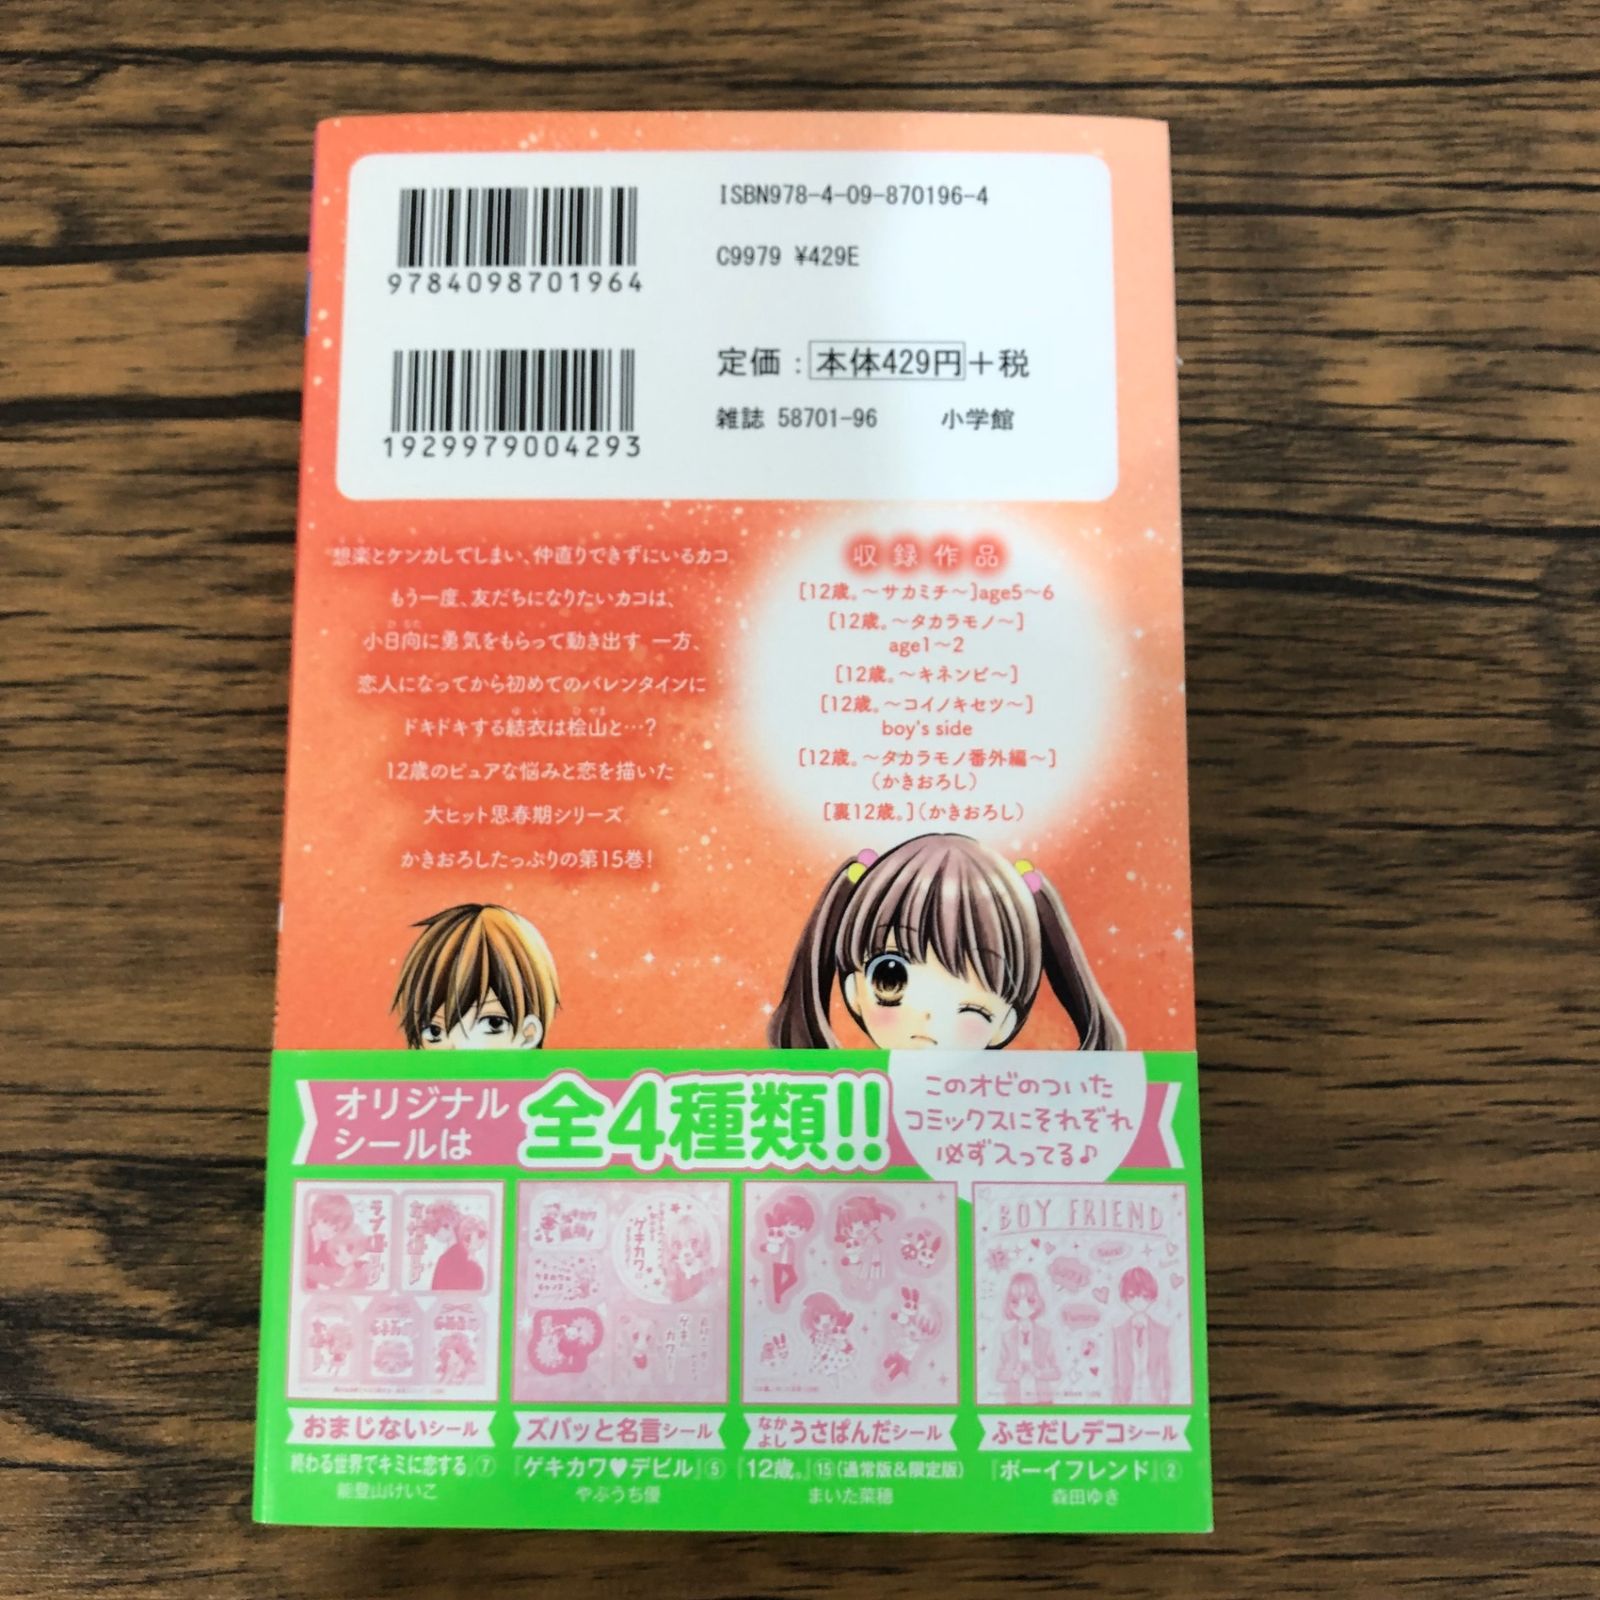 ISBN978-4-09-870196-4
9784098701964
C9979 ¥429E
定価：本体429円＋税
1929979004293
雑誌 58701-96 小学館
想楽とケンカしてしまい、仲直りできずにいるカコ。
もう一度、友だちになりたいカコは、
小日向に勇気をもらって動き出す。一方、
恋人になってから初めてのバレンタインに
ドキドキする結衣は桧山と…?
12歳のピュアな悩みと恋を描いた
大ヒット思春期シリーズ
かきおろしたっぷりの第15巻!
収録作品
[12歳。～サカミチ～]age5～6
[12歳。～タカラモノ～]
age1～2
[12歳。～キネンビ～]
[12歳。～コイノキセツ～]
boy's side
[12歳。～タカラモノ番外編～]
(かきおろし)
[裏12歳。](かきおろし)
オリジナル
シールは
全4種類!!
このオビのついた
コミックスにそれぞれ
必ず入ってる♪
BOY FRIEND
おまじないシール
『終わる世界でキミに恋する』⑦
能登山けいこ
ズバッと名言シール
『ゲキカワ♥デビル』⑤
やぶうち優
なかよしうさぱんだシール
『12歳。』⑮(通常版&限定版)
まいた菜穂
ふきだしデコシール
『ボーイフレンド』②
森田ゆき